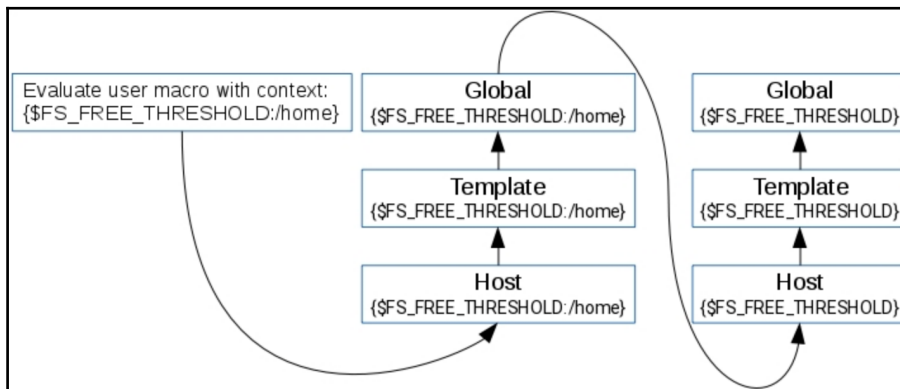 Evaluate user macro with context:
{$FS_FREE_THRESHOLD:/home}
Global
{$FS_FREE_THRESHOLD:/home}
Template
{$FS_FREE_THRESHOLD:/home}
Host
{$FS_FREE_THRESHOLD:/home}
Global
{$FS_FREE_THRESHOLD}
Template
{$FS_FREE_THRESHOLD}
Host
{$FS_FREE_THRESHOLD}